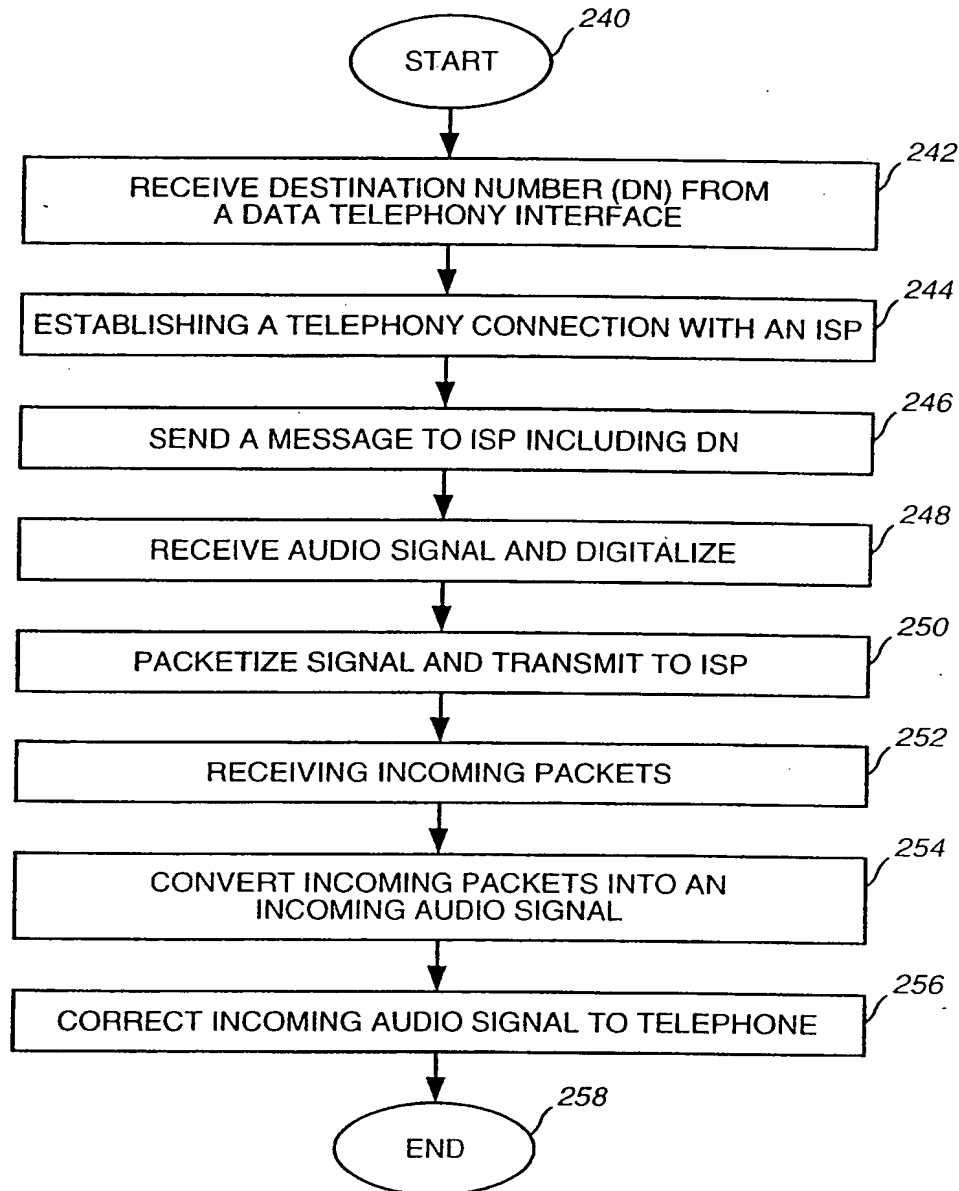 240
START
242
RECEIVE DESTINATION NUMBER (DN) FROM
A DATA TELEPHONY INTERFACE
244
ESTABLISHING A TELEPHONY CONNECTION WITH AN ISP
246
SEND A MESSAGE TO ISP INCLUDING DN
248
RECEIVE AUDIO SIGNAL AND DIGITALIZE
250
PACKETIZE SIGNAL AND TRANSMIT TO ISP
252
RECEIVING INCOMING PACKETS
254
CONVERT INCOMING PACKETS INTO AN
INCOMING AUDIO SIGNAL
256
CORRECT INCOMING AUDIO SIGNAL TO TELEPHONE
258
END